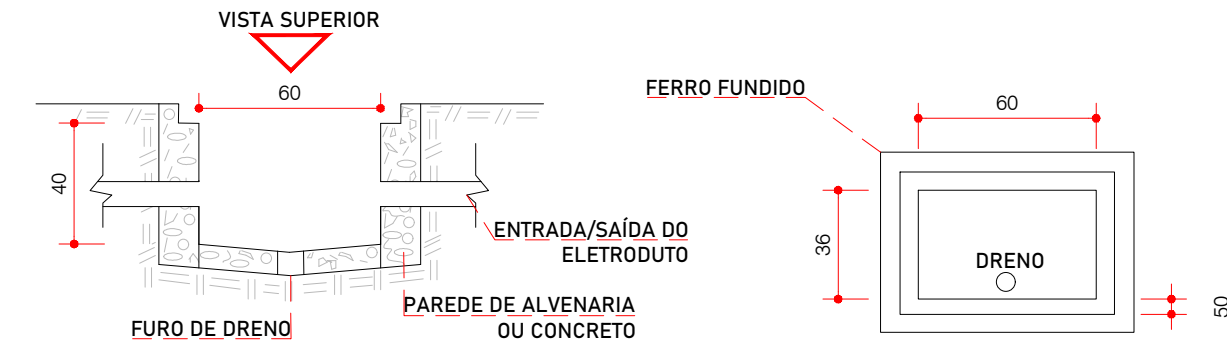 VISTA SUPERIOR
60
40
ENTRADA/SAÍDA DO
ELETRODUTO
PAREDE DE ALVENARIA
OU CONCRETO
FURO DE DRENO
FERRO FUNDIDO
60
36
DRENO
50